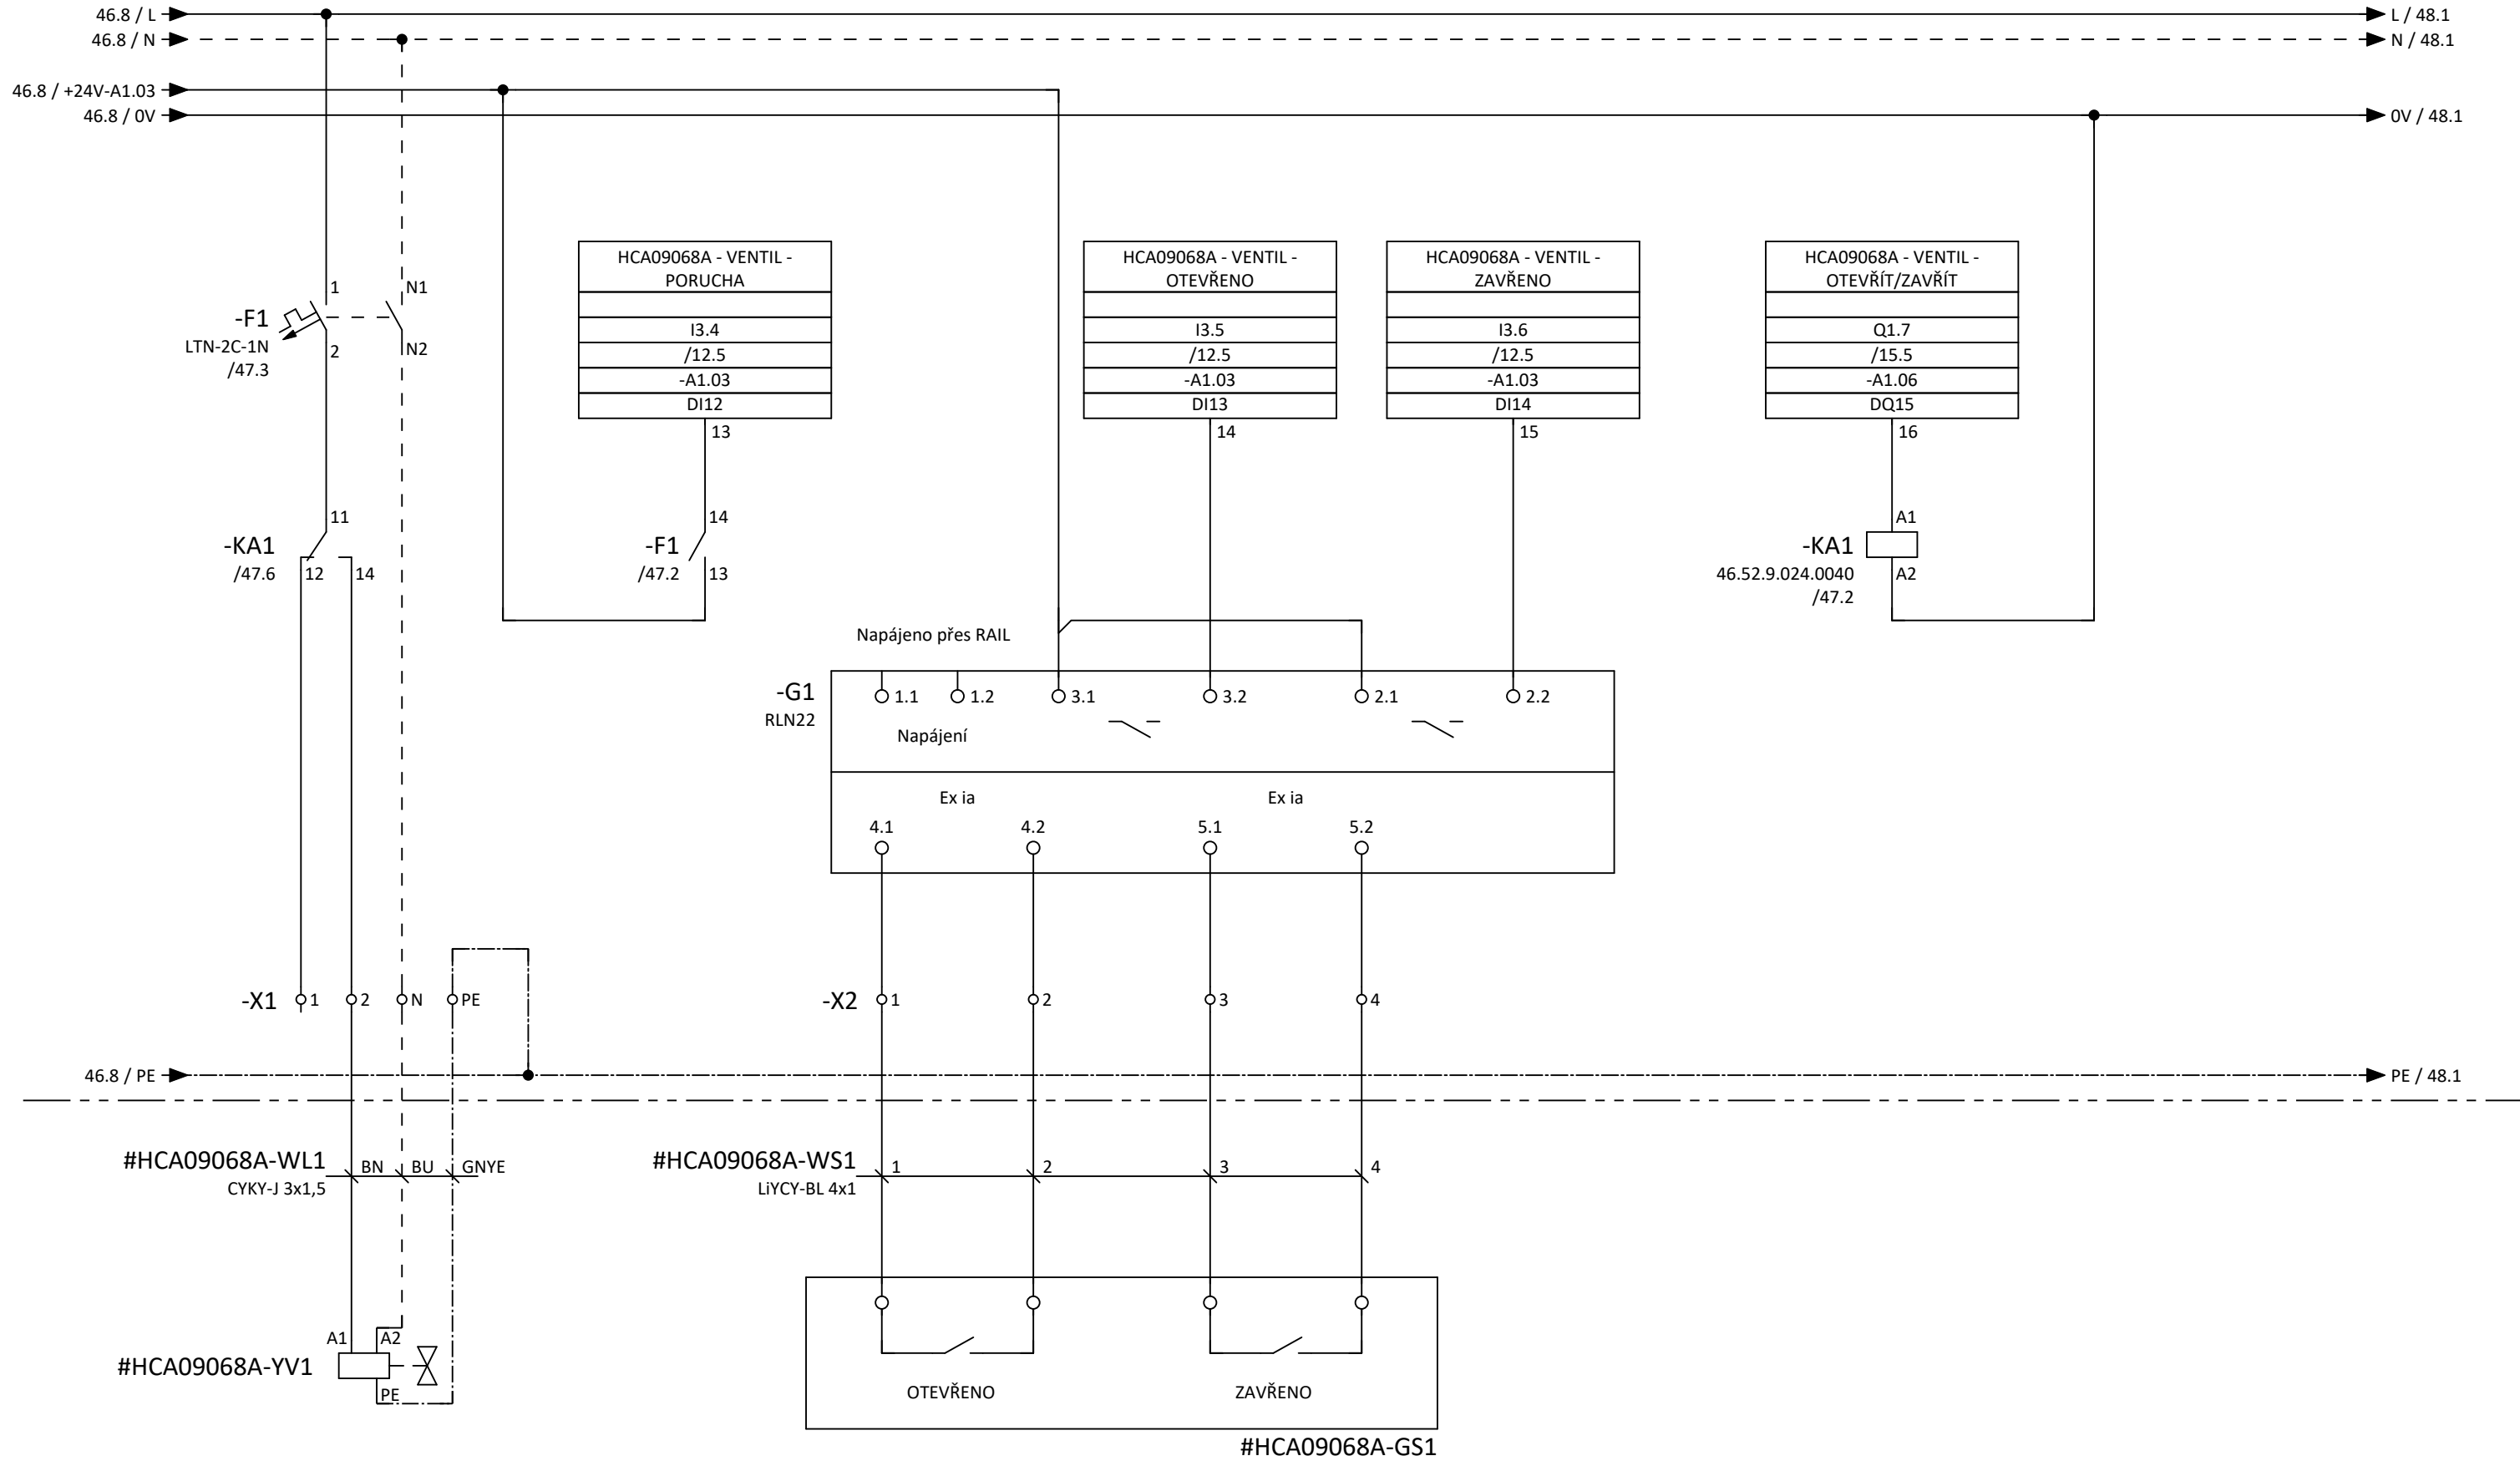 46.8 / L
L / 48.1
46.8 / N
N / 48.1
46.8 / +24V-A1.03
46.8 / 0V
0V / 48.1
HCA09068A - VENTIL -
PORUCHA
I3.4
/12.5
-A1.03
DI12
13
HCA09068A - VENTIL -
OTEVŘENO
I3.5
/12.5
-A1.03
DI13
14
HCA09068A - VENTIL -
ZAVŘENO
I3.6
/12.5
-A1.03
DI14
15
HCA09068A - VENTIL -
OTEVŘÍT/ZAVŘÍT
Q1.7
/15.5
-A1.06
DQ15
16
1
N1
-F1
LTN-2C-1N
/47.3
2
N2
11
-KA1
/47.6
12
14
14
-F1
/47.2
13
A1
-KA1
46.52.9.024.0040
A2
/47.2
Napájeno přes RAIL
-G1
RLN22
1.1
1.2
3.1
3.2
2.1
2.2
Napájení
Ex ia
Ex ia
4.1
4.2
5.1
5.2
-X1
1
2
N
PE
-X2
1
2
3
4
46.8 / PE
PE / 48.1
#HCA09068A-WL1
CYKY-J 3x1,5
BN
BU
GNYE
#HCA09068A-WS1
LiYCY-BL 4x1
1
2
3
4
A1
A2
#HCA09068A-YV1
PE
OTEVŘENO
ZAVŘENO
#HCA09068A-GS1